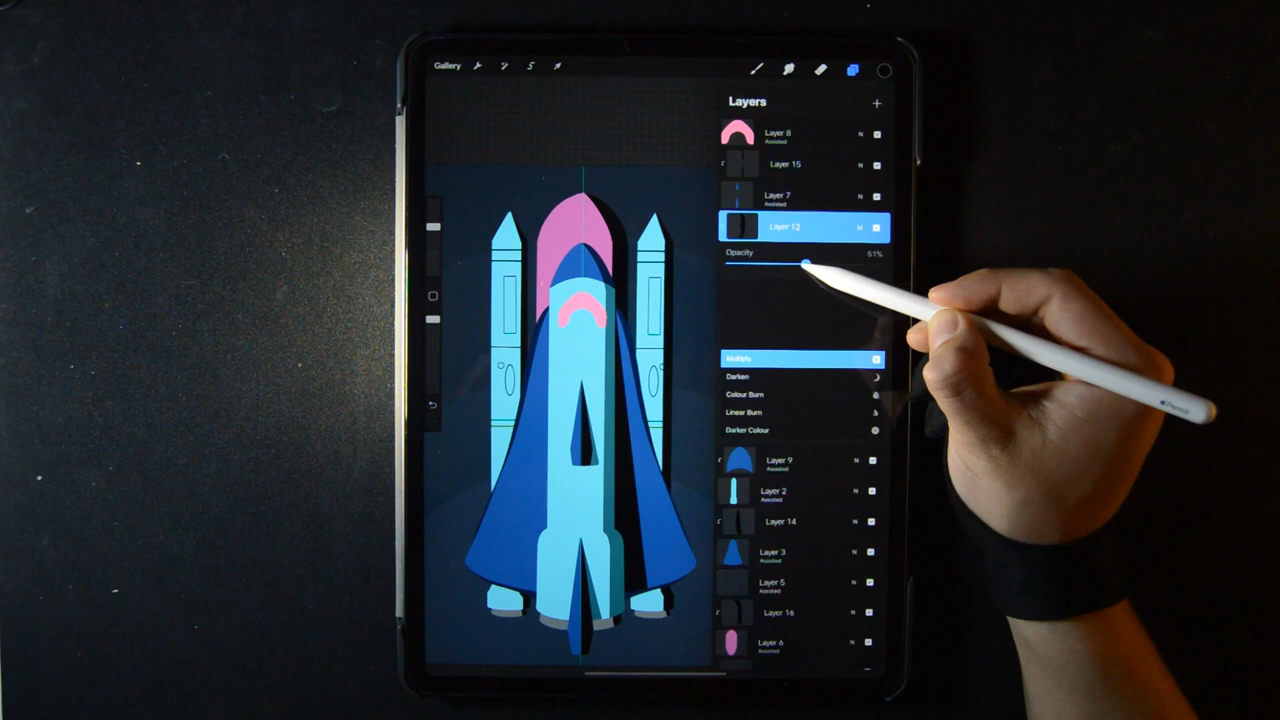 Gallery
Layers
Layer 8 N
Assisted
Layer 15 N
Layer 7 N
Assisted
Layer 12 M
Opacity 51%
Multiply
Darken
Colour Burn
Linear Burn
Darker Colour
Layer 9 N
Assisted
Layer 2 N
Assisted
Layer 14 N
Layer 3 N
Assisted
Layer 5 N
Assisted
Layer 16 N
Layer 6 N
Assisted
Pencil